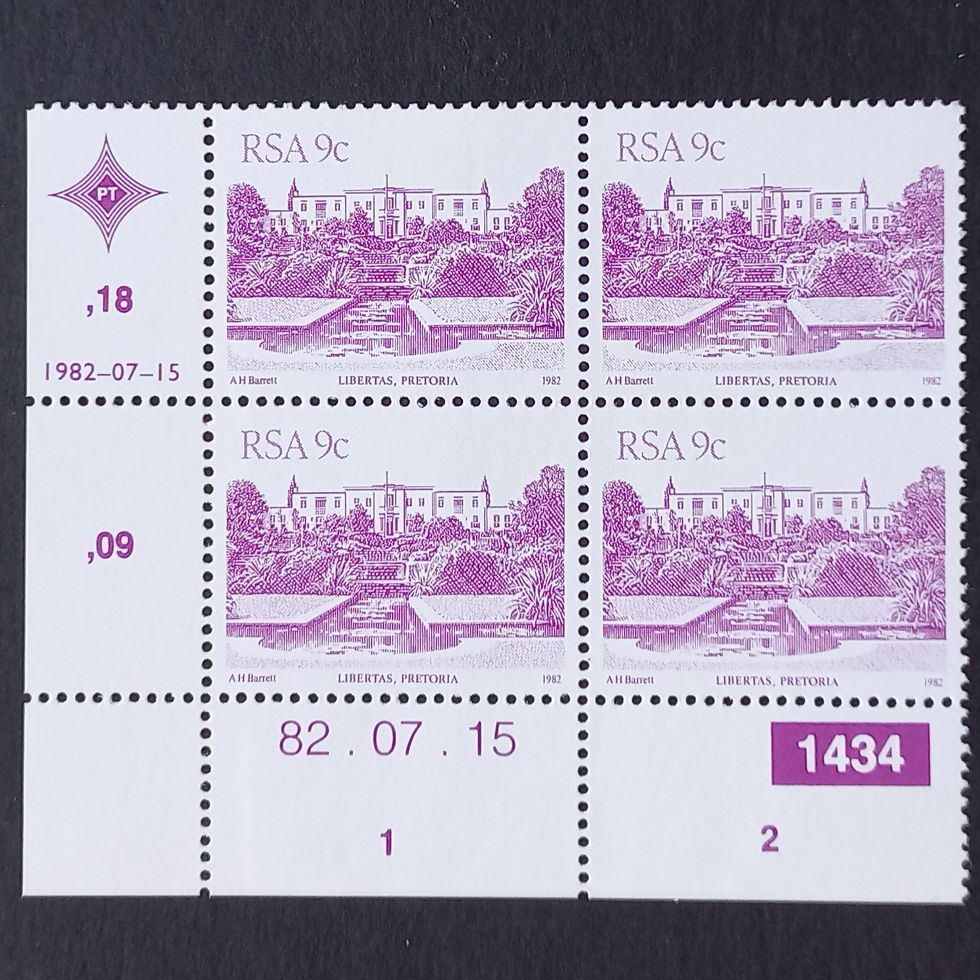 PT
,18
1982–07–15
RSA 9c
A H Barrett LIBERTAS, PRETORIA 1982
RSA 9c
A H Barrett LIBERTAS, PRETORIA 1982
,09
RSA 9c
A H Barrett LIBERTAS, PRETORIA 1982
RSA 9c
A H Barrett LIBERTAS, PRETORIA 1982
82 . 07 . 15
1434
1
2